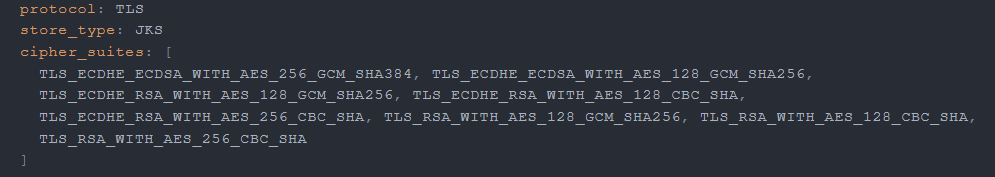 protocol: TLS
store_type: JKS
cipher_suites: [
TLS_ECDHE_ECDSA_WITH_AES_256_GCM_SHA384, TLS_ECDHE_ECDSA_WITH_AES_128_GCM_SHA256,
TLS_ECDHE_RSA_WITH_AES_128_GCM_SHA256, TLS_ECDHE_RSA_WITH_AES_128_CBC_SHA,
TLS_ECDHE_RSA_WITH_AES_256_CBC_SHA, TLS_RSA_WITH_AES_128_GCM_SHA256, TLS_RSA_WITH_AES_128_CBC_SHA,
TLS_RSA_WITH_AES_256_CBC_SHA
]